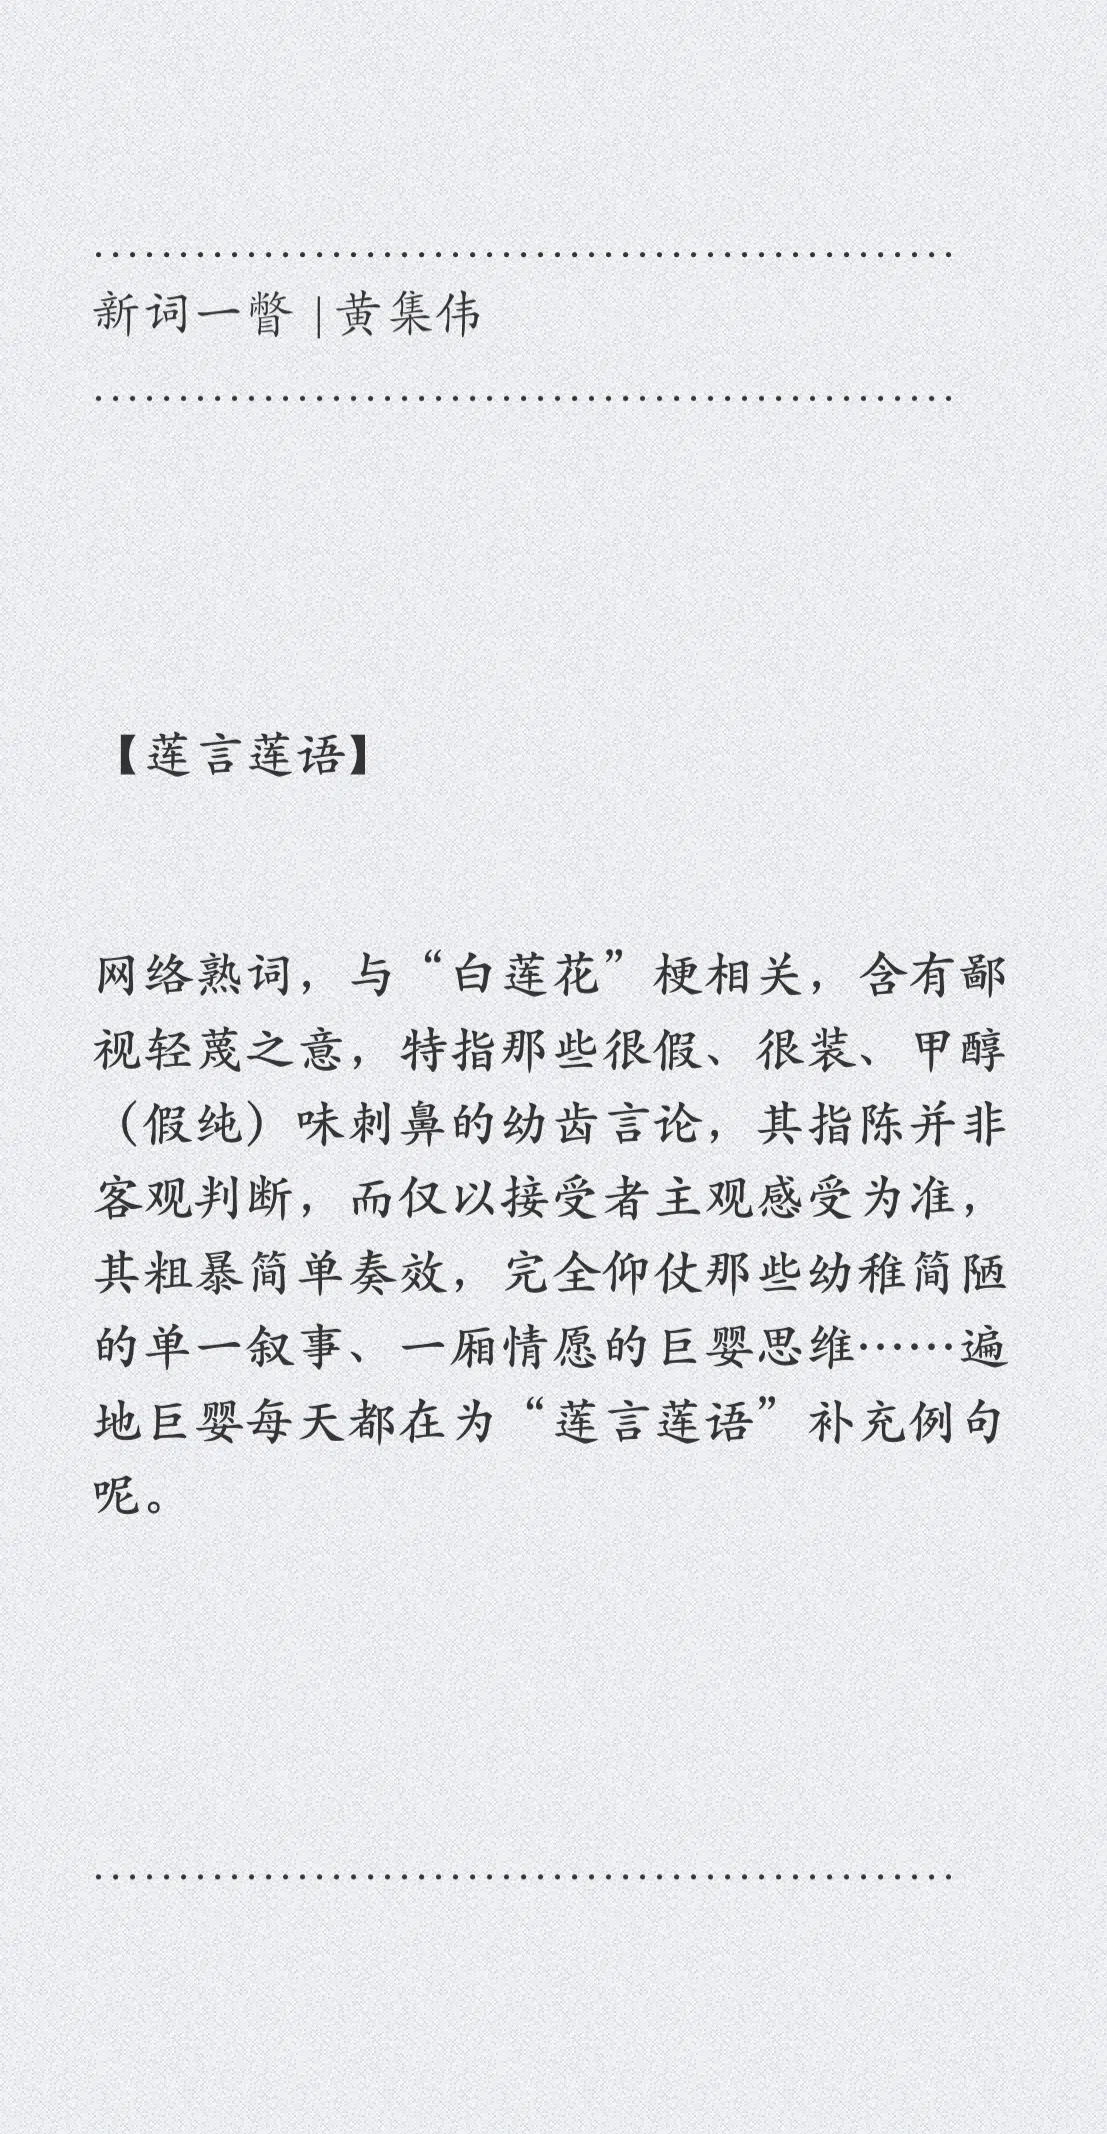 新词一瞥 | 黄集伟
【莲言莲语】
网络熟词，与“白莲花”梗相关，含有鄙
视轻蔑之意，特指那些很假、很装、甲醇
（假纯）味刺鼻的幼齿言论，其指陈并非
客观判断，而仅以接受者主观感受为准，
其粗暴简单奏效，完全仰仗那些幼稚简陋
的单一叙事、一厢情愿的巨婴思维……遍
地巨婴每天都在为“莲言莲语”补充例句
呢。